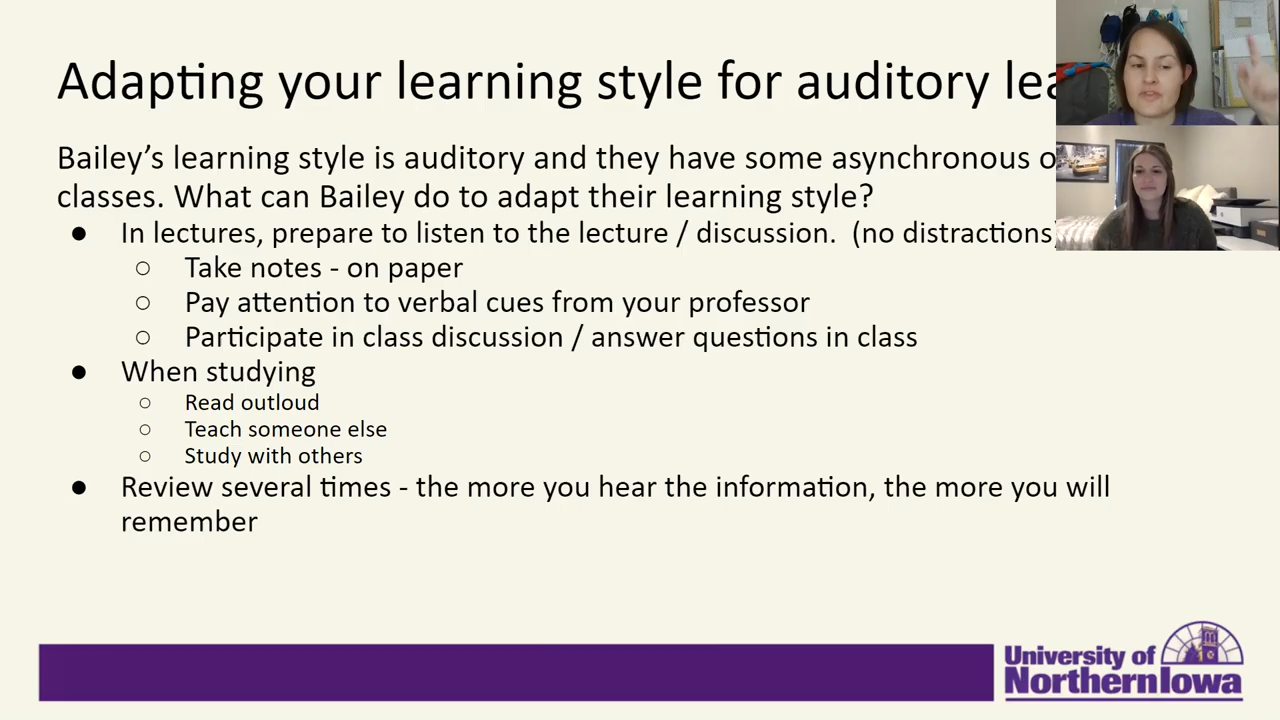 Adapting your learning style for auditory
Bailey’s learning style is auditory and they have some asynchronous
classes. What can Bailey do to adapt their learning style?
● In lectures, prepare to listen to the lecture / discussion. (no distractions)
○ Take notes - on paper
○ Pay attention to verbal cues from your professor
○ Participate in class discussion / answer questions in class
● When studying
○ Read outloud
○ Teach someone else
○ Study with others
● Review several times - the more you hear the information, the more you will
remember
University of
NorthernIowa